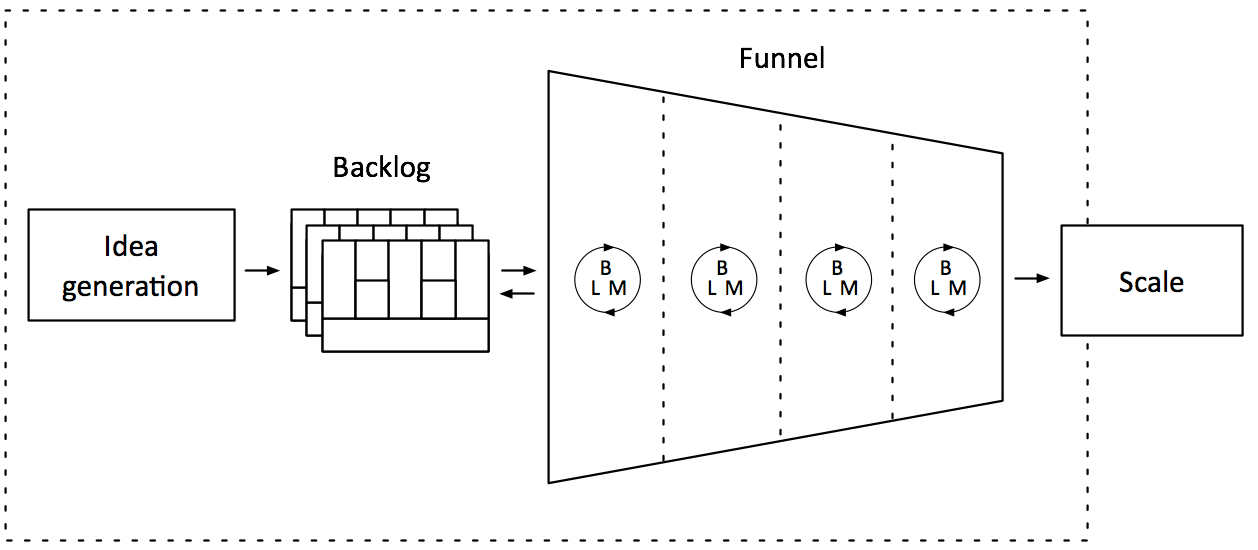 Funnel
Backlog
Idea
generation
B
L M
B
L M
B
L M
B
L M
Scale